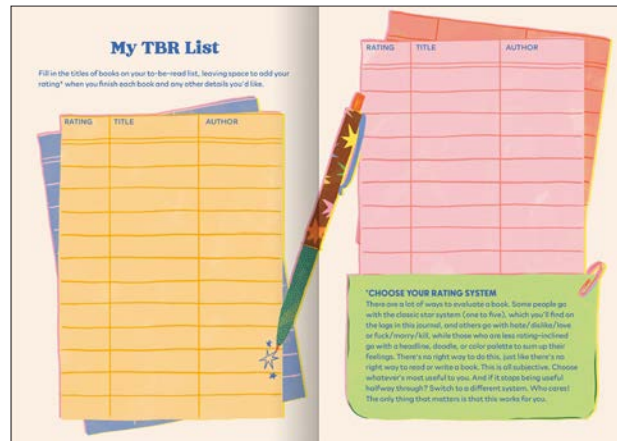 My TBR List
Fill in the titles of books on your to-be-read list, leaving space to add your
rating* when you finish each book and any other details you'd like.
RATING TITLE AUTHOR
RATING TITLE AUTHOR
*CHOOSE YOUR RATING SYSTEM
There are a lot of ways to evaluate a book. Some people go
with the classic star system (one to five), which you'll find on
the logs in this journal, and others go with hate/dislike/love
or fuck/marry/kill, while those who are less rating-inclined
go with a headline, doodle, or color palette to sum up their
feelings. There's no right way to do this, just like there's no
right way to read or write a book. This is all subjective. Choose
whatever's most useful to you. And if it stops being useful
halfway through? Switch to a different system. Who cares!
The only thing that matters is that this works for you.